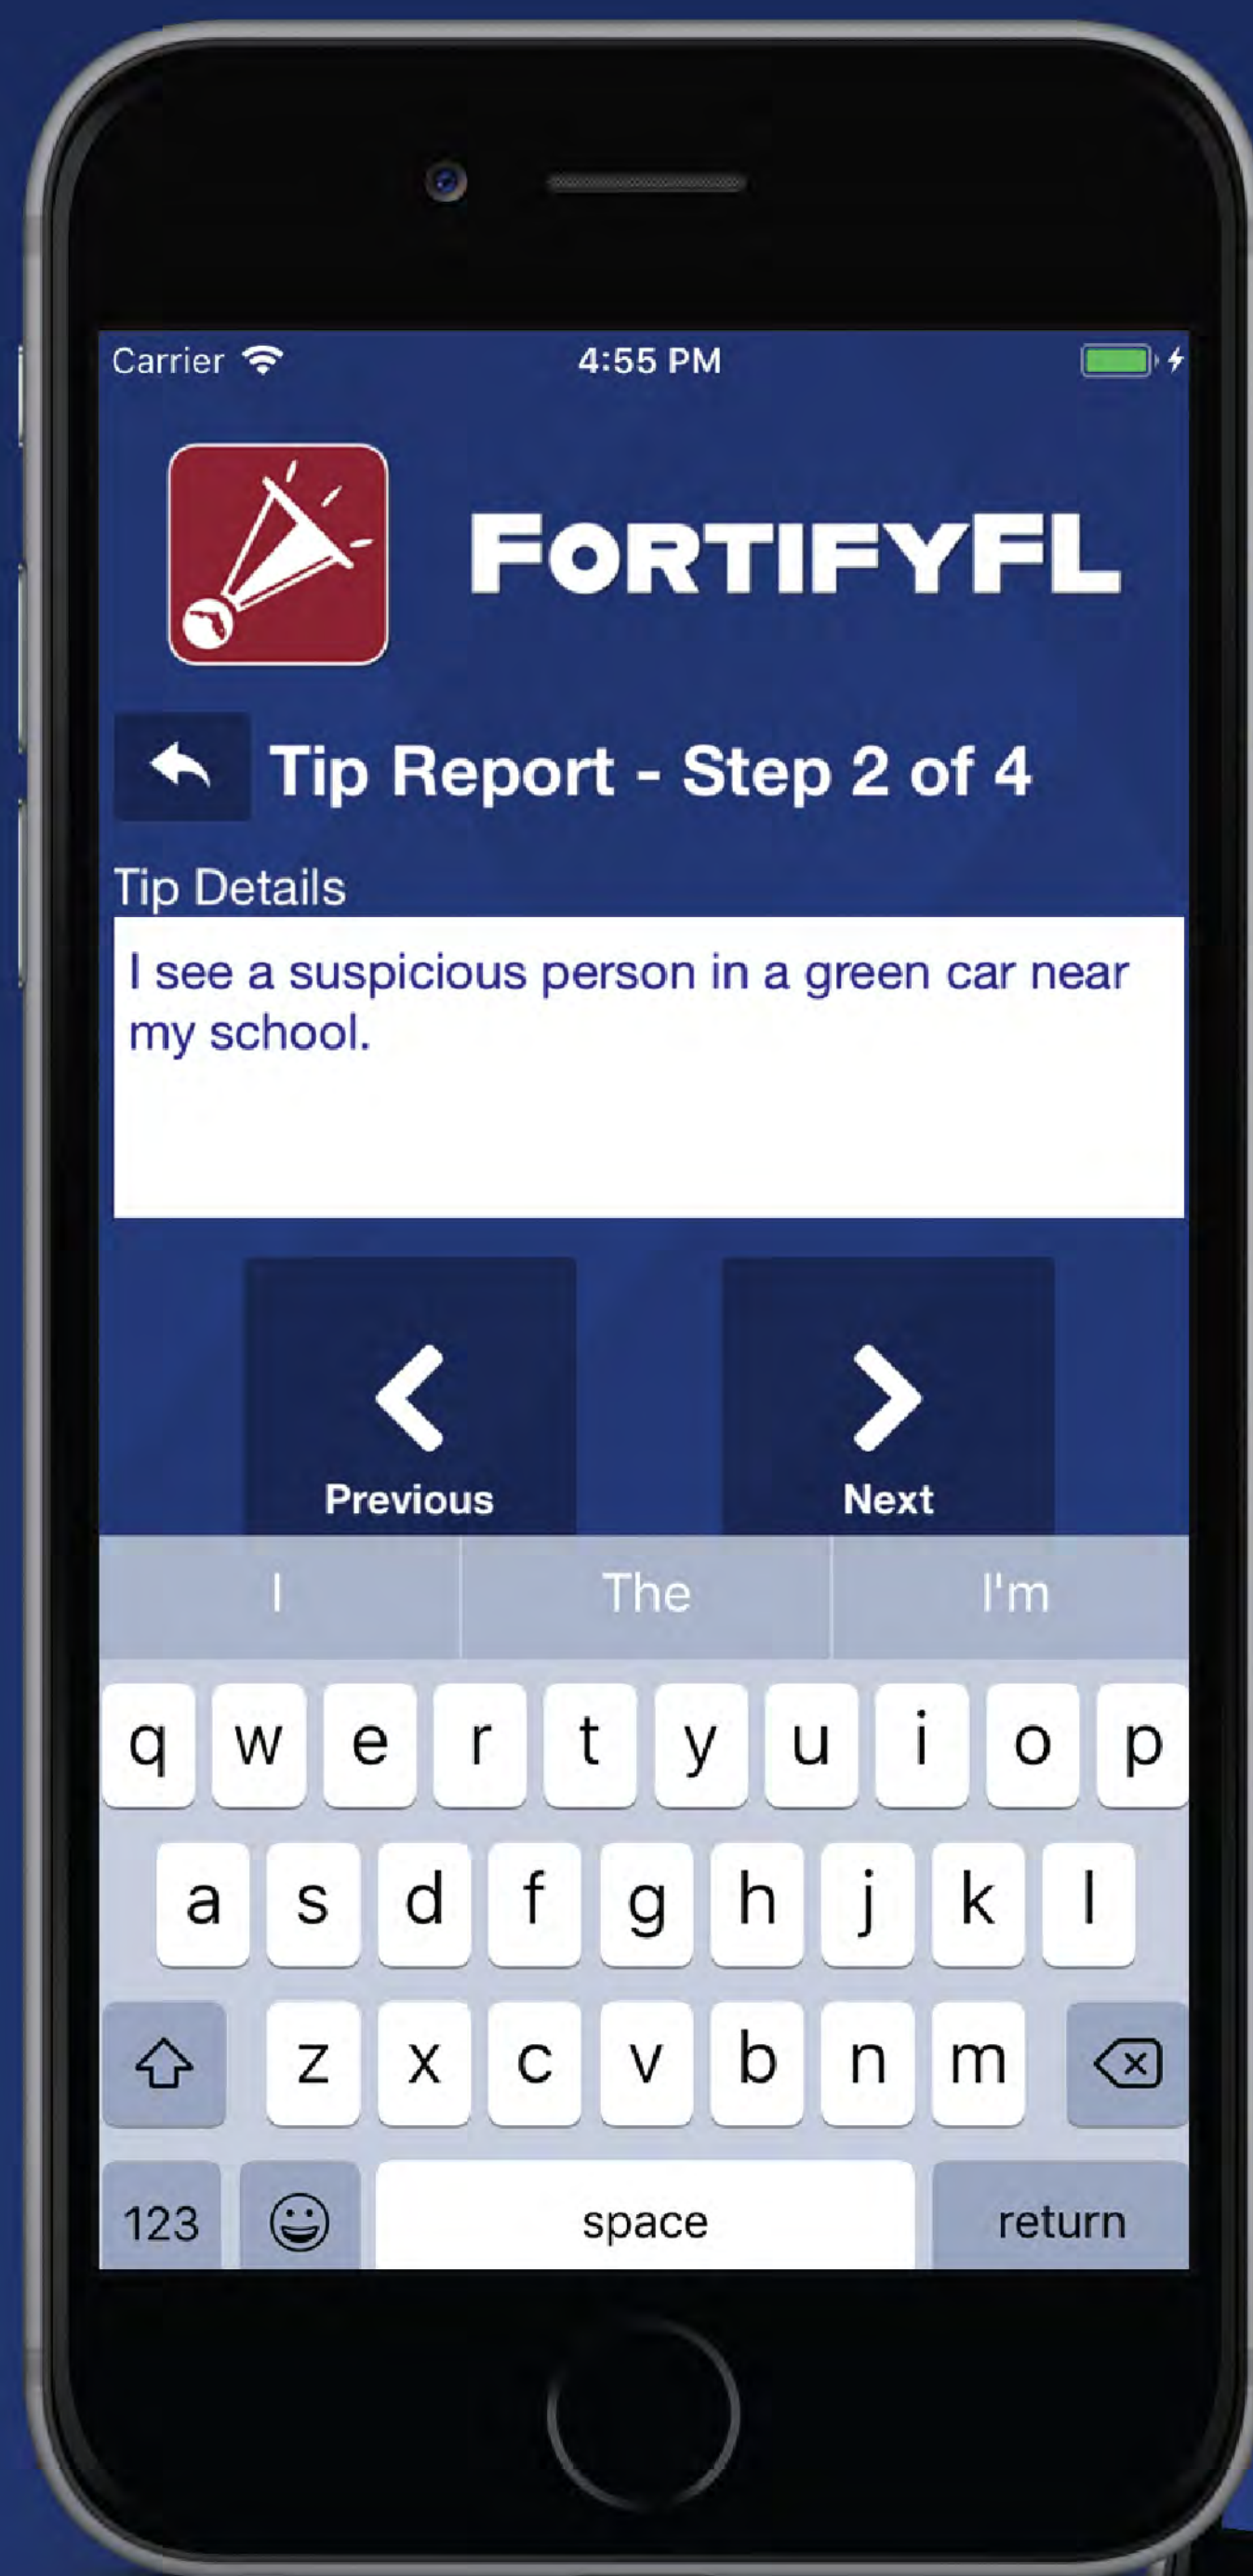 Carrier 4:55 PM
FORTIFYFL
Tip Report - Step 2 of 4
Tip Details
I see a suspicious person in a green car near
my school.
Previous Next
I The I'm
q w e r t y u i o p
a s d f g h j k l
z x c v b n m
123 space return